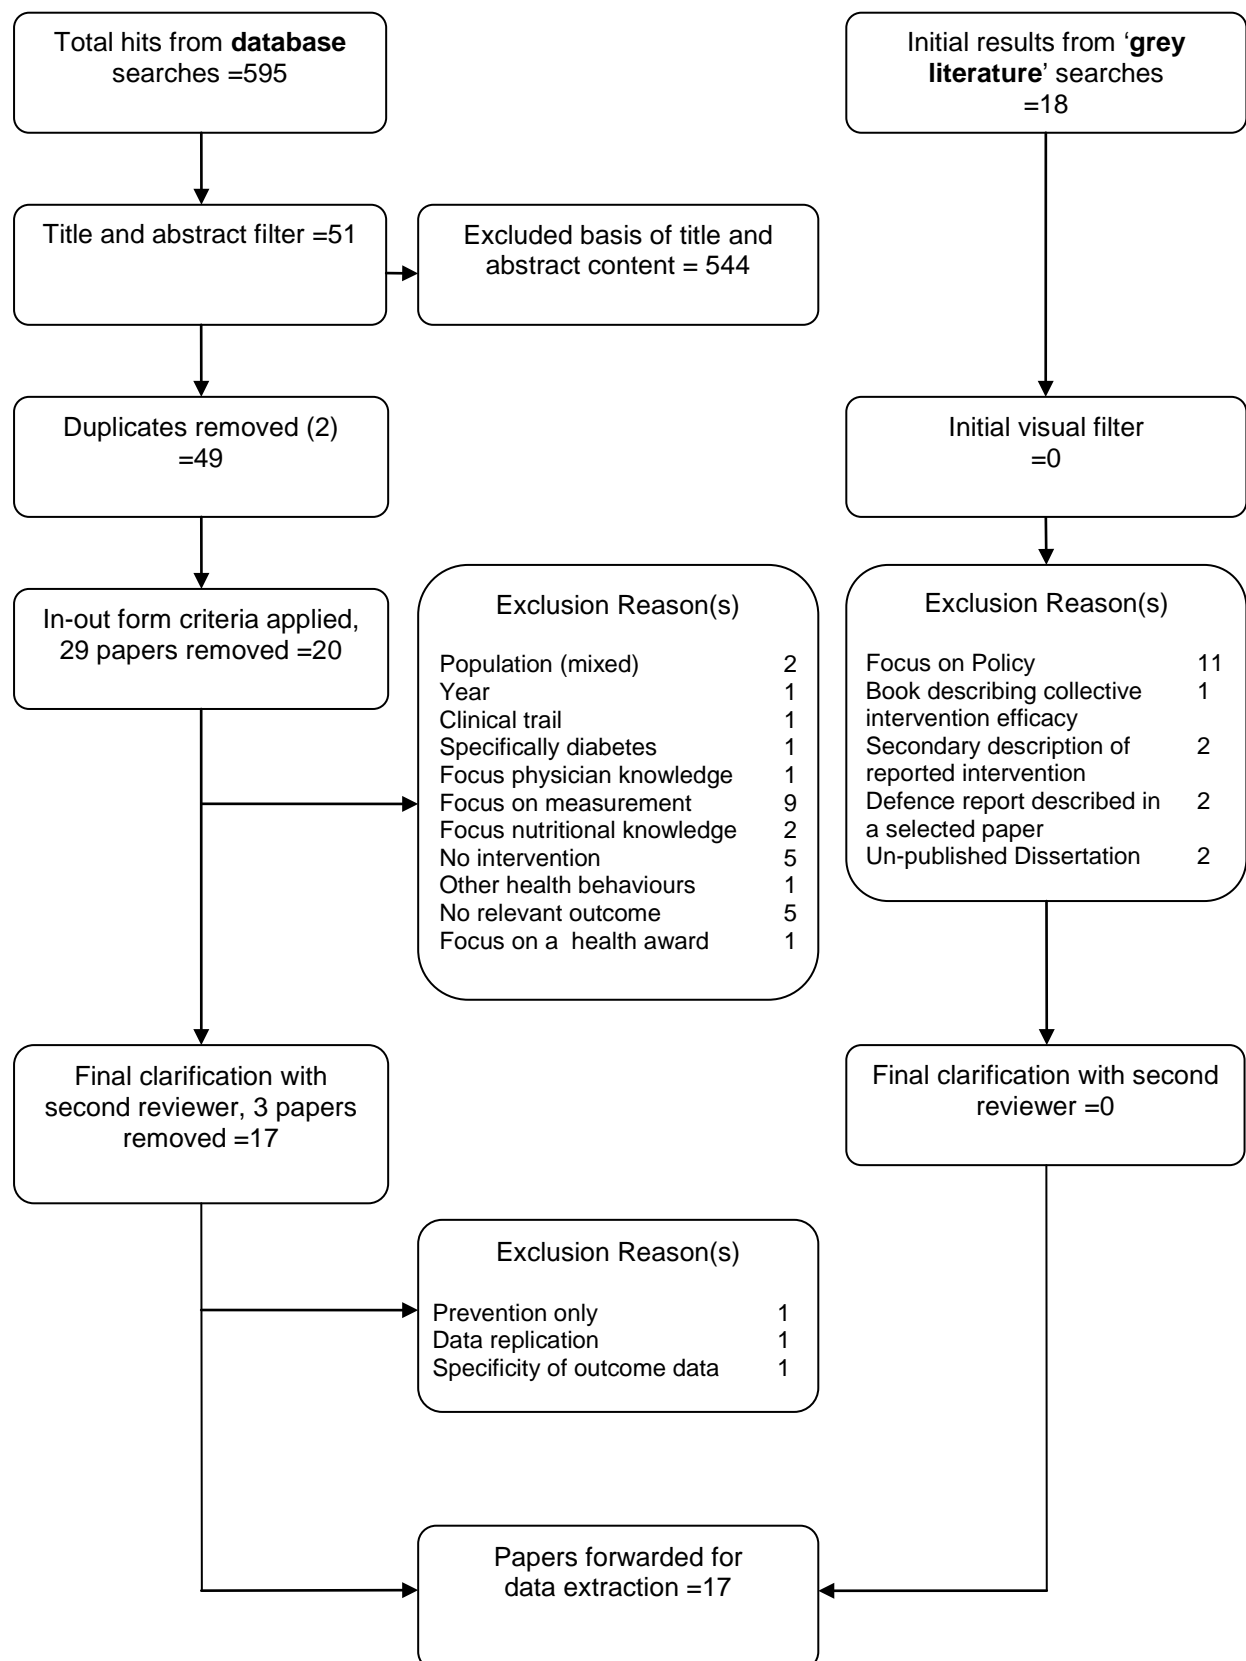 Total hits from database
searches =595
Initial results from ‘grey
literature’ searches
=18
Title and abstract filter =51
Excluded basis of title and
abstract content = 544
Duplicates removed (2)
=49
Initial visual filter
=0
In-out form criteria applied,
29 papers removed =20
Exclusion Reason(s)
Population (mixed) 2
Year 1
Clinical trail 1
Specifically diabetes 1
Focus physician knowledge 1
Focus on measurement 9
Focus nutritional knowledge 2
No intervention 5
Other health behaviours 1
No relevant outcome 5
Focus on a health award 1
Exclusion Reason(s)
Focus on Policy 11
Book describing collective 1
intervention efficacy
Secondary description of 2
reported intervention
Defence report described in 2
a selected paper
Un-published Dissertation 2
Final clarification with
second reviewer, 3 papers
removed =17
Final clarification with second
reviewer =0
Exclusion Reason(s)
Prevention only 1
Data replication 1
Specificity of outcome data 1
Papers forwarded for
data extraction =17